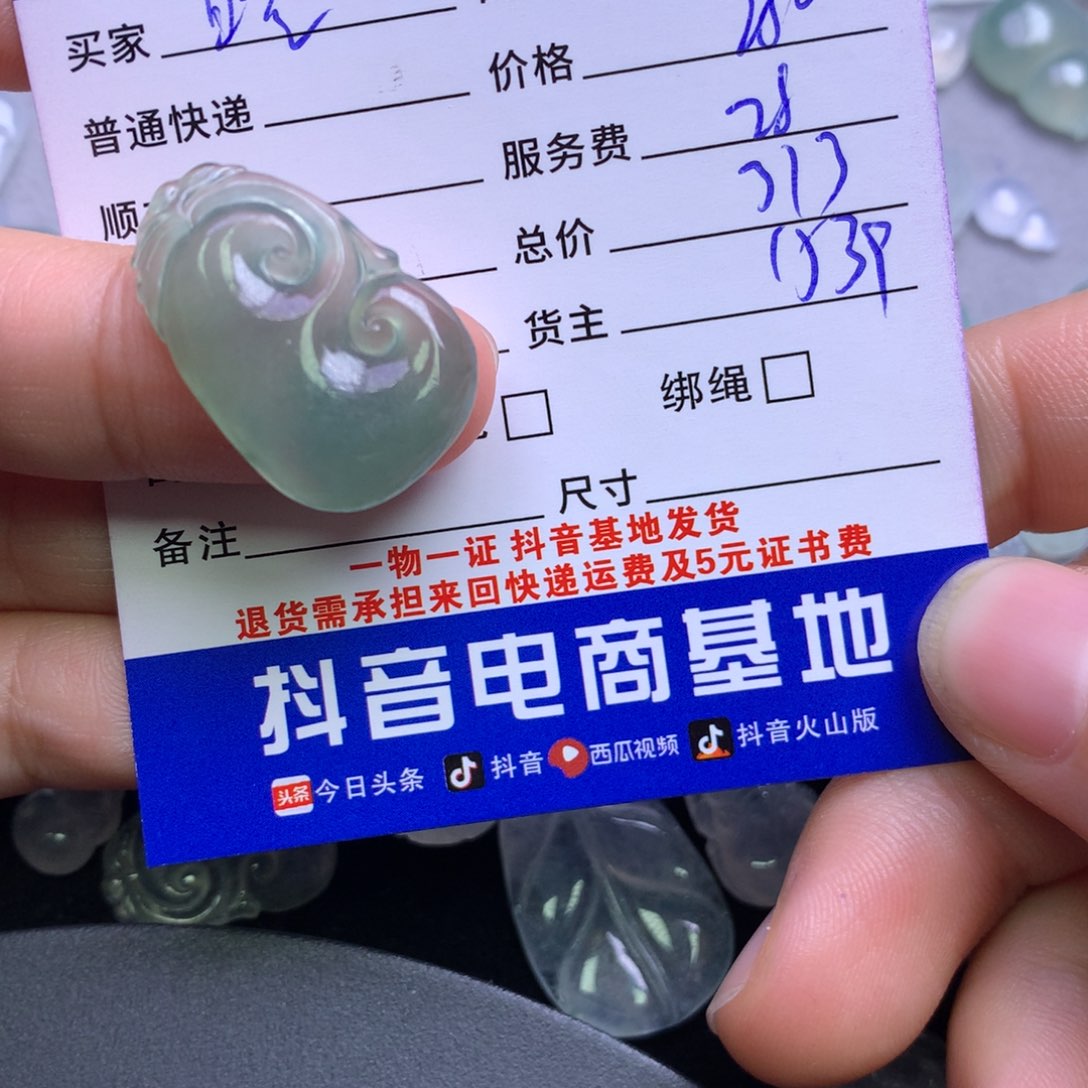 买家
价格 280
普通快递
服务费 28
顺
总价 313
货主
绑绳
尺寸
备注
一物一证 抖音基地发货
退货需承担来回快递运费及5元证书费
抖音电商基地
头条 今日头条 抖音 西瓜视频 抖音火山版